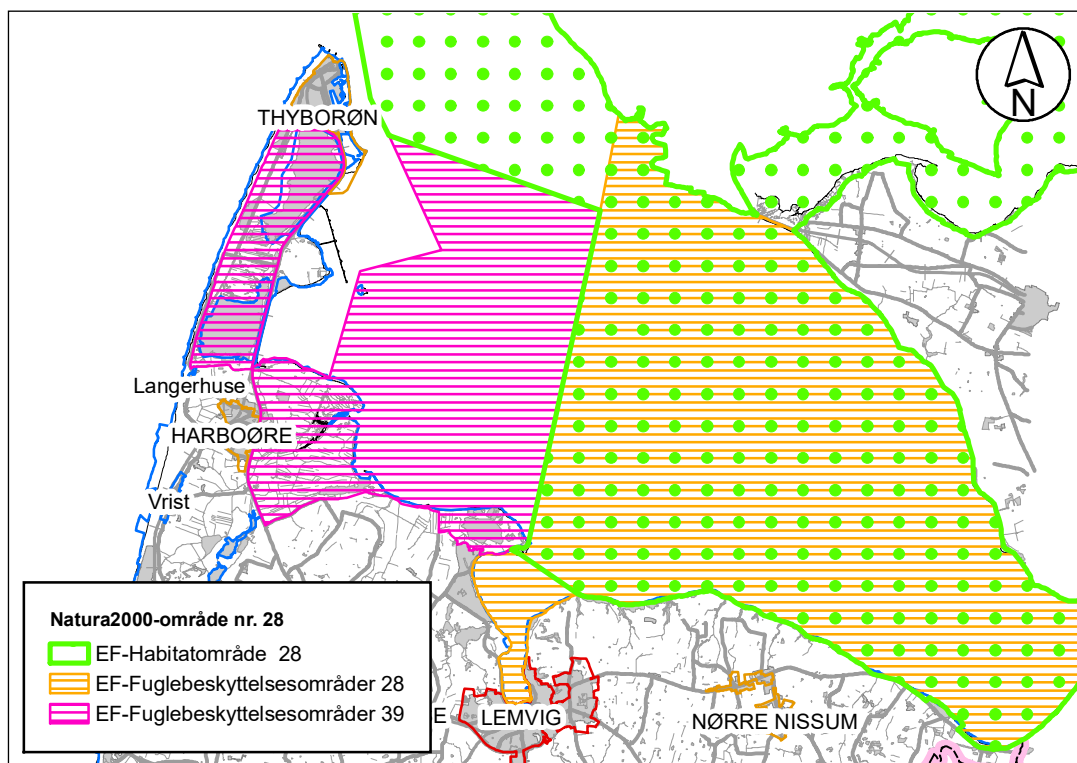 N
THYBORØN
Langerhuse
HARBOØRE
Vrist
Natura2000-område nr. 28
EF-Habitatområde 28
EF-Fuglebeskyttelsesområder 28
EF-Fuglebeskyttelsesområder 39
E
LEMVIG
NØRRE NISSUM